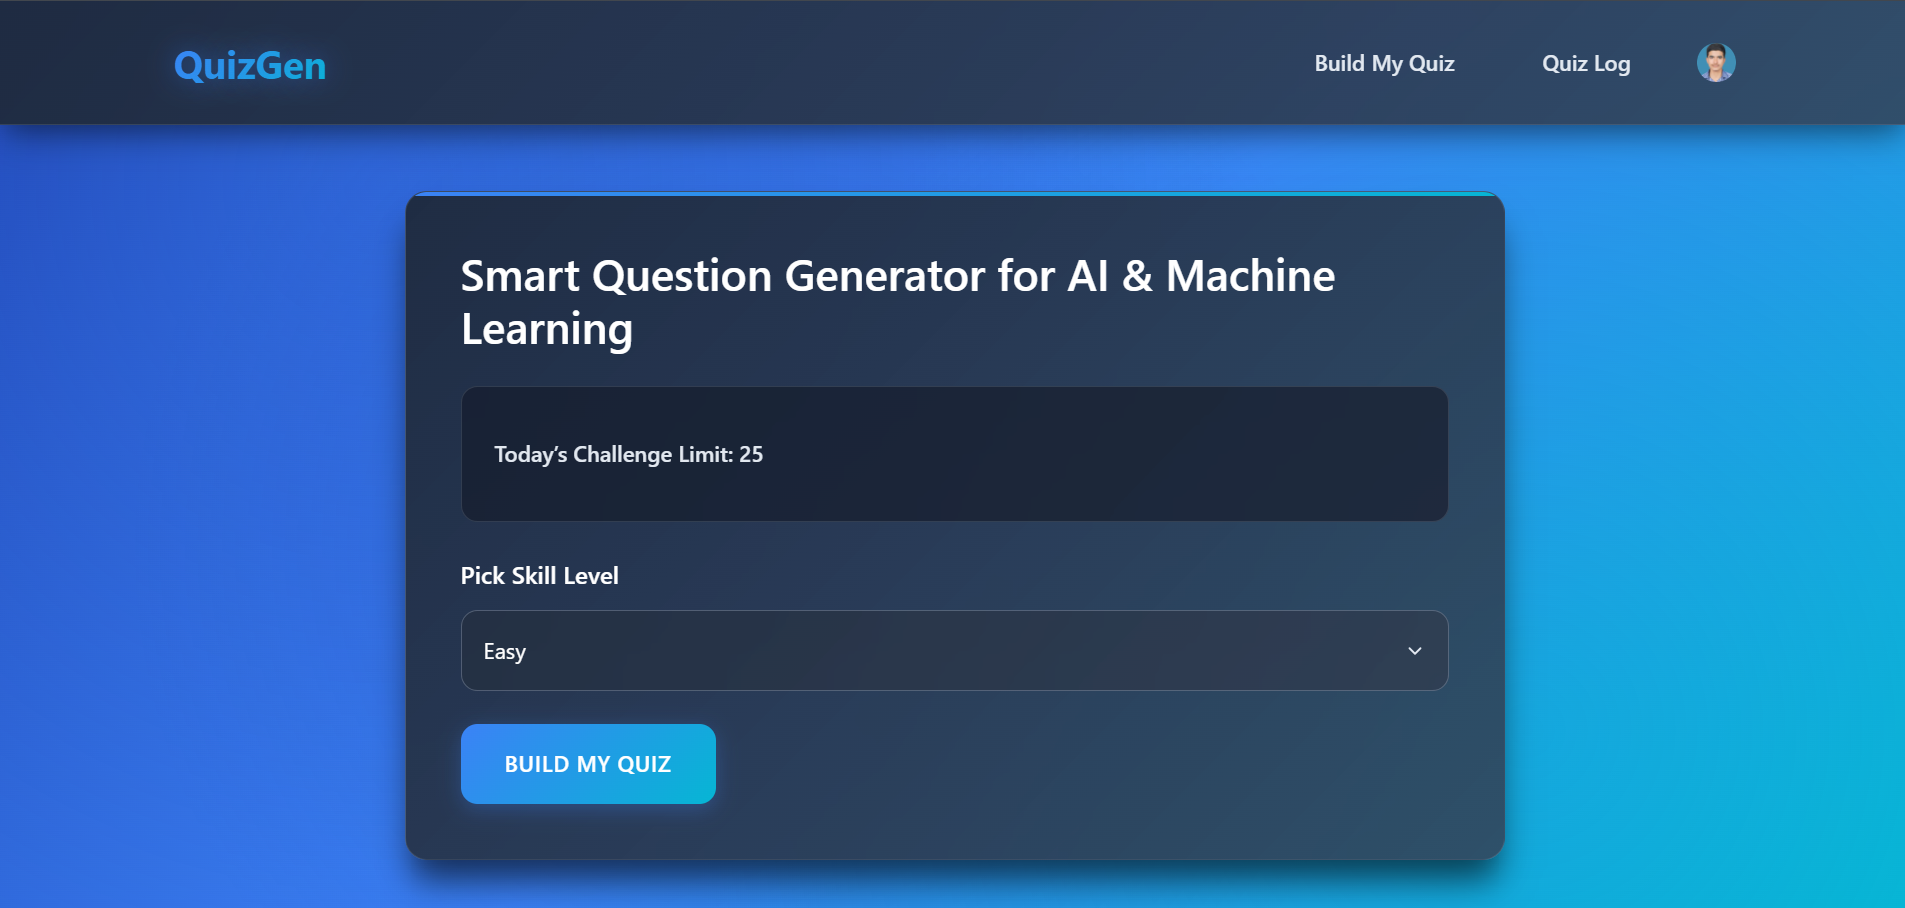 QuizGen
Build My Quiz
Quiz Log
Smart Question Generator for AI & Machine
Learning
Today’s Challenge Limit: 25
Pick Skill Level
Easy
BUILD MY QUIZ